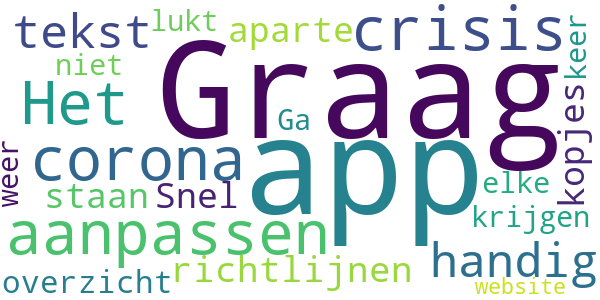 tekst lukt aparte crisis keer
niet Graag
Het Ga kopjes
weer corona app elke
staan Snel krijgen
aanpassen handig
overzicht richtlijnen website